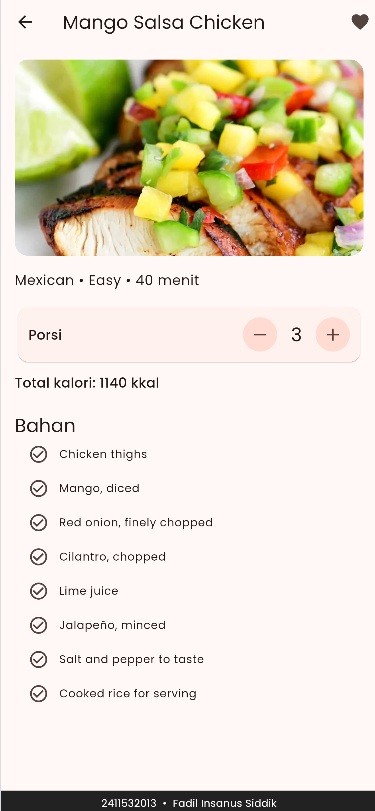 Mango Salsa Chicken
Mexican • Easy • 40 menit
Porsi
3
Total kalori: 1140 kkal
Bahan
Chicken thighs
Mango, diced
Red onion, finely chopped
Cilantro, chopped
Lime juice
Jalapeño, minced
Salt and pepper to taste
Cooked rice for serving
2411532013 • Fadil Insanus Siddik